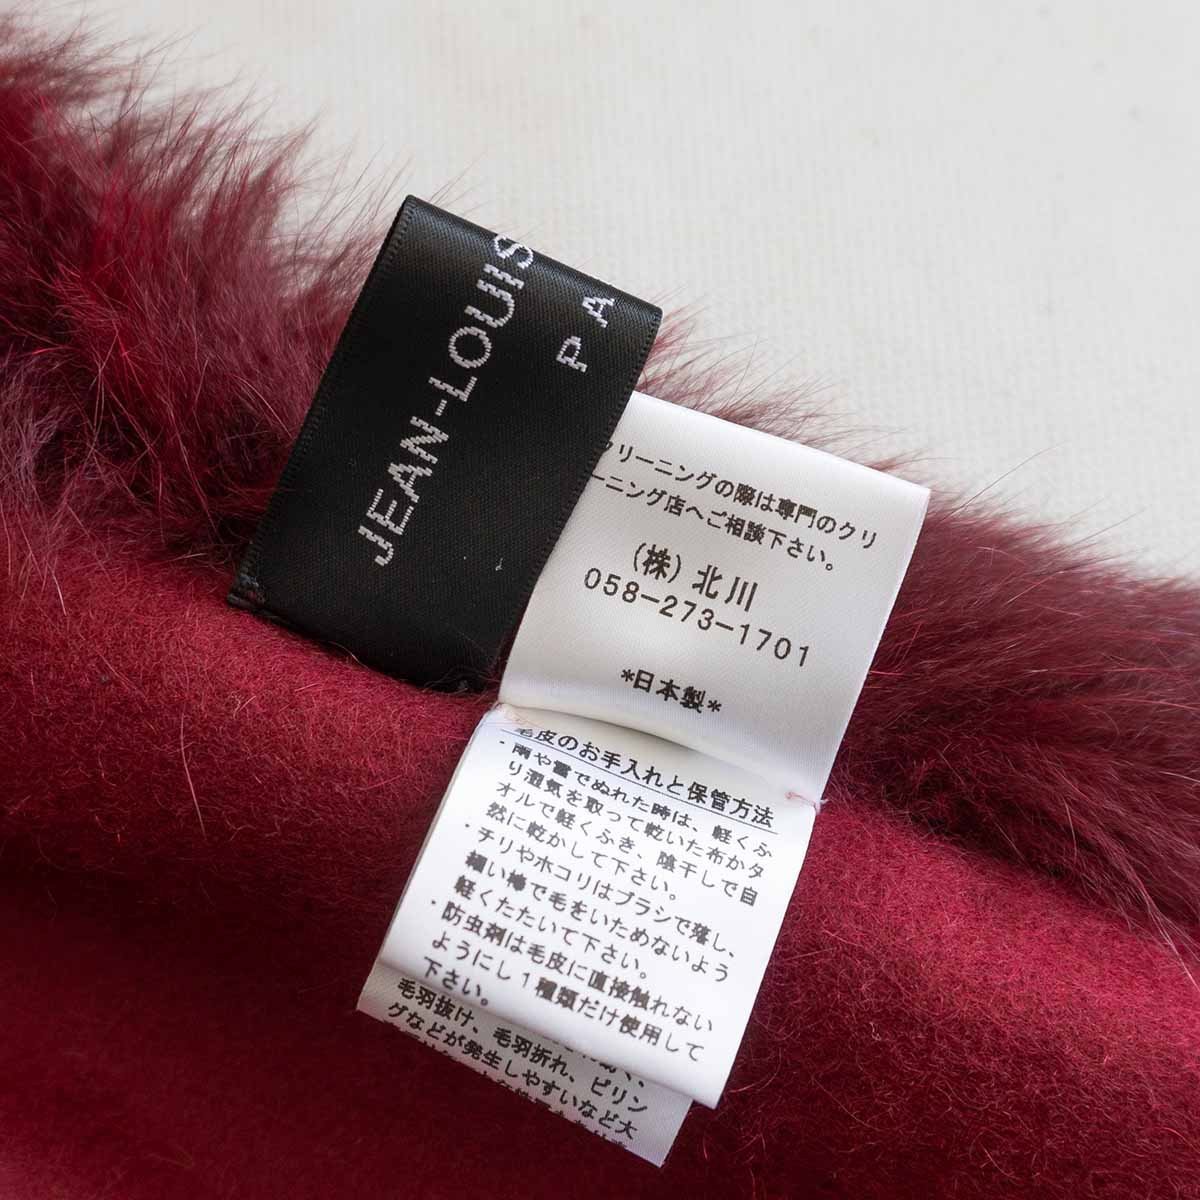 JEAN-LOUIS
PA
クリーニングの際は専門のクリ
ーニング店へご相談下さい。
(株)北川
058-273-1701
*日本製*
毛皮のお手入れと保管方法
・雨や雪でぬれた時は、軽くふ
り湿気を取って乾いた布かタ
オルで軽くふき、陰干しで自
然に乾かして下さい。
・チリやホコリはブラシで落し、
細い棒で毛をいためないよう
軽くたたいて下さい。
・防虫剤は毛皮に直接触れない
ようにし1種類だけ使用して
下さい。
毛羽抜け、毛羽折れ、ピリン
グなどが発生しやすいなど大